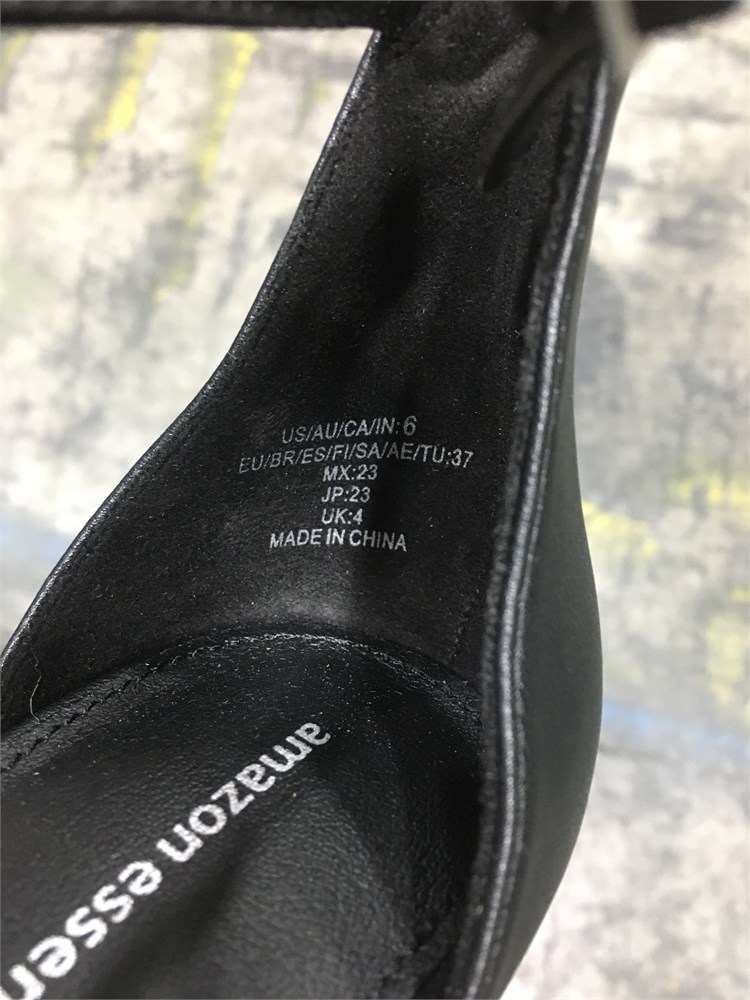 US/AU/CA/IN: 6
EU/BR/ES/FI/SA/AE/TU:37
MX:23
JP:23
UK:4
MADE IN CHINA
amazon essen